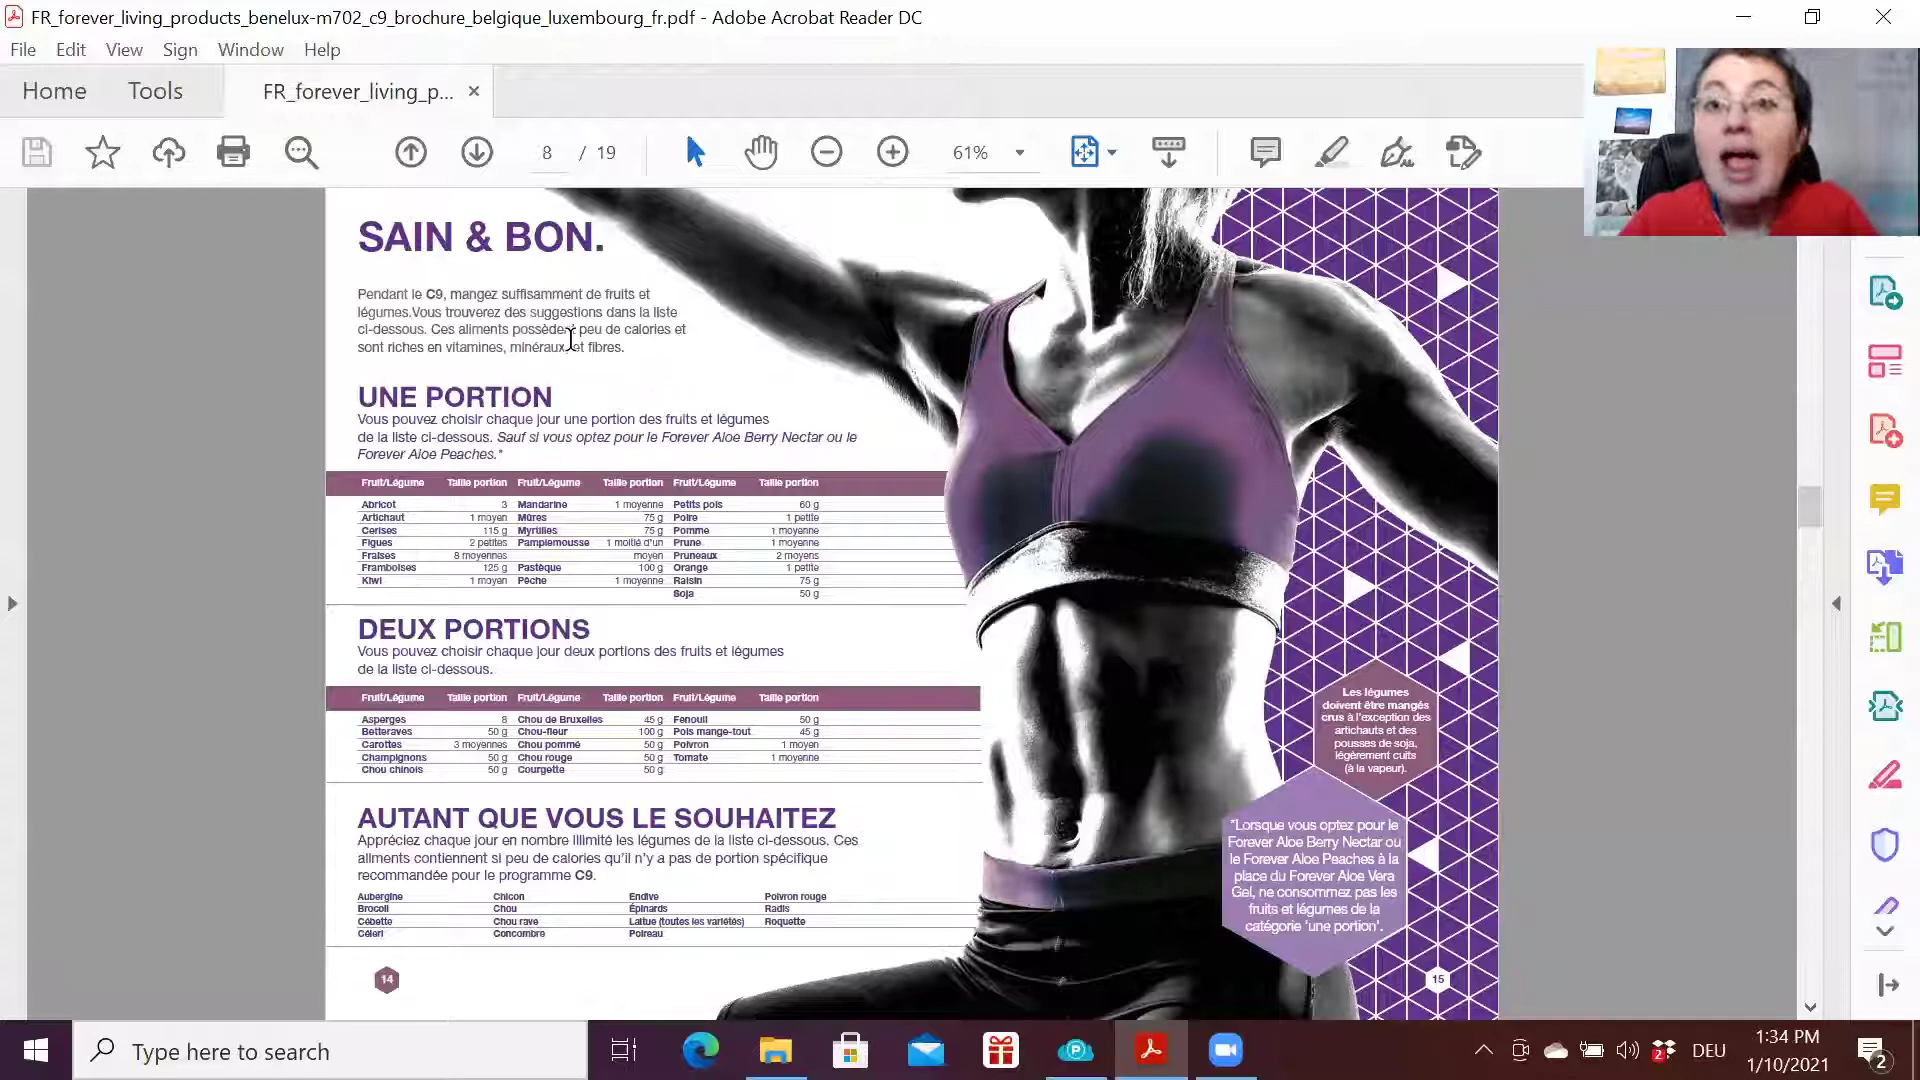 FR_forever_living_products_benelux-m702_c9_brochure_belgique_luxembourg_fr.pdf - Adobe Acrobat Reader DC
File Edit View Sign Window Help
Home Tools FR_forever_living_p...
8 / 19 61%
SAIN & BON.
Pendant le C9, mangez suffisamment de fruits et
légumes.Vous trouverez des suggestions dans la liste
ci-dessous. Ces aliments possèdent peu de calories et
sont riches en vitamines, minéraux et fibres.
UNE PORTION
Vous pouvez choisir chaque jour une portion des fruits et légumes
de la liste ci-dessous. Sauf si vous optez pour le Forever Aloe Berry Nectar ou le
Forever Aloe Peaches.*
Fruit/Légume Taille portion Fruit/Légume Taille portion Fruit/Légume Taille portion
Abricot 3 Mandarine 1 moyenne Petits pois 60 g
Artichaut 1 moyen Mûres 75 g Poire 1 petite
Cerises 115 g Myrtilles 75 g Pomme 1 moyenne
Figues 2 petites Pamplemousse 1 moitié d'un Prune 1 moyenne
Fraises 8 moyennes moyen Pruneaux 2 moyens
Framboises 125 g Pastèque 100 g Orange 1 petite
Kiwi 1 moyen Pêche 1 moyenne Raisin 75 g
Soja 50 g
DEUX PORTIONS
Vous pouvez choisir chaque jour deux portions des fruits et légumes
de la liste ci-dessous.
Fruit/Légume Taille portion Fruit/Légume Taille portion Fruit/Légume Taille portion
Asperges 8 Chou de Bruxelles 45 g Fenouil 50 g
Betteraves 50 g Chou-fleur 100 g Pois mange-tout 45 g
Carottes 3 moyennes Chou pommé 50 g Poivron 1 moyen
Champignons 50 g Chou rouge 50 g Tomate 1 moyenne
Chou chinois 50 g Courgette 50 g
AUTANT QUE VOUS LE SOUHAITEZ
Appréciez chaque jour en nombre illimité les légumes de la liste ci-dessous. Ces
aliments contiennent si peu de calories qu'il n'y a pas de portion spécifique
recommandée pour le programme C9.
Aubergine Chicon Endive Poivron rouge
Brocoli Chou Épinards Radis
Cébette Chou rave Laitue (toutes les variétés) Roquette
Céleri Concombre Poireau
Les légumes
doivent être mangés
crus à l'exception des
artichauts et des
pousses de soja,
légèrement cuits
(à la vapeur).
*Lorsque vous optez pour le
Forever Aloe Berry Nectar ou
le Forever Aloe Peaches à la
place du Forever Aloe Vera
Gel, ne consommez pas les
fruits et légumes de la
catégorie 'une portion'.
14
15
Type here to search
P
2
DEU
1:34 PM
1/10/2021
2